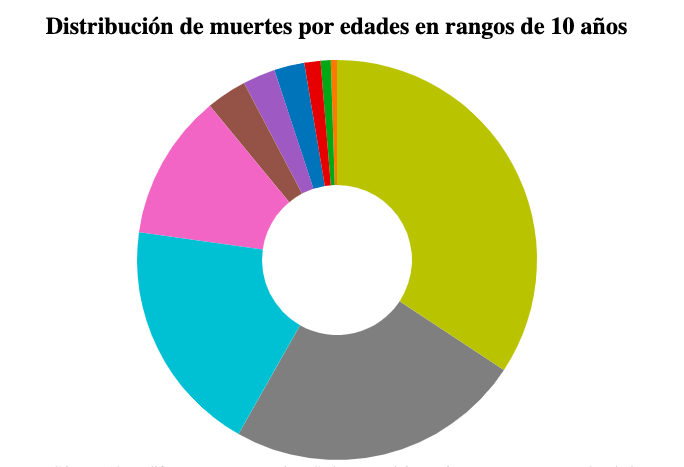 Distribución de muertes por edades en rangos de 10 años